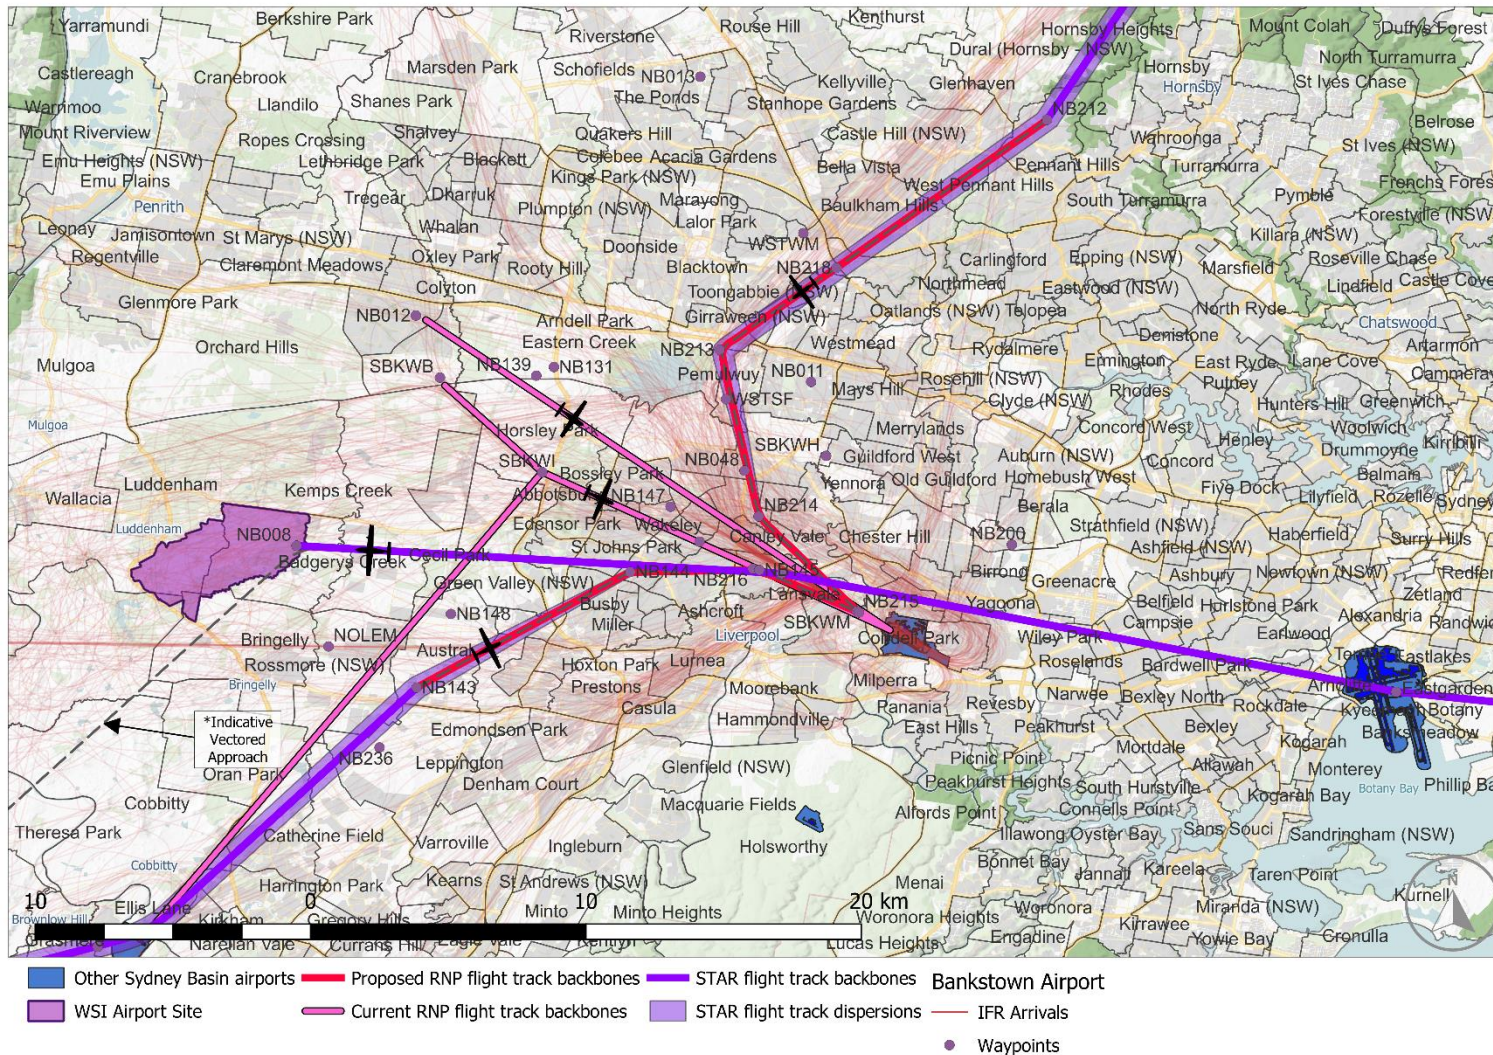 Yarramundi
Berkshire Park
Riverstone
Rouse Hill
Kenthurst
Hornsby Heights
Mount Colah
Duffys Forest
Dural (Hornsby - NSW)
North Turramurra
Castlereagh
Cranebrook
Marsden Park
Schofields
NB013
Kellyville
Glenhaven
Hornsby
Hornsby
St Ives Chase
Warrimoo
Llandilo
Shanes Park
The Ponds
Stanhope Gardens
NB212
Belrose
Mount Riverview
Ropes Crossing
Shalvey
Quakers Hill
Castle Hill (NSW)
Wahroonga
St Ives (NSW)
Emu Heights (NSW)
Lethbridge Park
Blackett
Colebee
Acacia Gardens
Bella Vista
Pennant Hills
Turramurra
Emu Plains
Kings Park (NSW)
West Pennant Hills
Frenchs Fores
Penrith
Tregear
Dharruk
Plumpton (NSW)
Marayong
Baulkham Hills
South Turramurra
Pymble
Forestville (NSW
Leonay
Jamisontown
St Marys (NSW)
Whalan
Lalor Park
WSTWM
Killara (NSW)
Regentville
Claremont Meadows
Oxley Park
Rooty Hill
Doonside
Blacktown
NB218
Carlingford
Epping (NSW)
Marsfield
Roseville Chase
Colyton
Toongabbie (NSW)
Northmead
Eastwood (NSW)
Lindfield
Castle Cove
Glenmore Park
NB012
Arndell Park
Girraween (NSW)
Oatlands (NSW)
Telopea
North Ryde
Chatswood
Orchard Hills
Eastern Creek
NB213
Westmead
Rydalmere
Denistone
Artarmon
Mulgoa
SBKWB
NB139
NB131
Pemulwuy
NB011
Mays Hill
Rosehill (NSW)
Ermington
East Ryde
Lane Cove
Cammeray
WSTSF
Clyde (NSW)
Rhodes
Putney
Hunters Hill
Greenwich
Mulgoa
Horsley Park
Merrylands
Concord West
Henley
Woolwich
Kirribilli
SBKWI
Bossley Park
NB048
SBKWH
Guildford West
Auburn (NSW)
Concord
Drummoyne
Balmain
Wallacia
Luddenham
Kemps Creek
Abbotsbury
NB147
Yennora
Old Guildford
Homebush West
Five Dock
Lilyfield
Rozelle
Sydney
Luddenham
NB008
Edensor Park
Wakeley
NB214
Berala
Strathfield (NSW)
Haberfield
Surry Hills
Badgerys Creek
Cecil Park
St Johns Park
Canley Vale
Chester Hill
NB200
Ashfield (NSW)
Green Valley (NSW)
NB144
NB216
NB145
Birrong
Greenacre
Ashbury
Newtown (NSW)
Redfer
NB148
Busby
Ashcroft
Lansvale
NB215
Yagoona
Belfield
Hurlstone Park
Zetland
Bringelly
NOLEM
Miller
Liverpool
SBKWM
Campsie
Alexandria
Rossmore (NSW)
Austral
Condell Park
Wiley Park
Earlwood
Randwic
Bringelly
NB143
Hoxton Park
Lurnea
Roselands
Bardwell Park
Eastlakes
Prestons
Moorebank
Milperra
Narwee
Bexley North
Arncliffe
Eastgarden
*Indicative
Vectored
Approach
Casula
Panania
Revesby
Rockdale
Kyeemagh
Botany
Edmondson Park
Hammondville
East Hills
Peakhurst
Bexley
Banksmeadow
NB236
Leppington
Glenfield (NSW)
Picnic Point
Mortdale
Kogarah
Oran Park
Denham Court
Peakhurst Heights
Allawah
Monterey
Phillip Ba
Cobbitty
Macquarie Fields
Alfords Point
South Hurstville
Kogarah Bay
Botany Bay
Theresa Park
Catherine Field
Varroville
Ingleburn
Holsworthy
Connells Point
Illawong
Oyster Bay
Sans Souci
Sandringham (NSW)
Cobbitty
Bonnet Bay
Jannali
Kareela
Taren Point
Harrington Park
Kearns
St Andrews (NSW)
Menai
Woronora
Miranda (NSW)
Kurnell
Ellis Lane
Brownlow Hill
Kirkham
Gregory Hills
Minto
Minto Heights
Woronora Heights
Kirrawee
Grasmere
Narellan Vale
Currans Hill
Eagle Vale
Kentlyn
Lucas Heights
Engadine
Yowie Bay
Cronulla
N
10
0
10
20 km
Other Sydney Basin airports
Proposed RNP flight track backbones
STAR flight track backbones
Bankstown Airport
WSI Airport Site
Current RNP flight track backbones
STAR flight track dispersions
IFR Arrivals
Waypoints